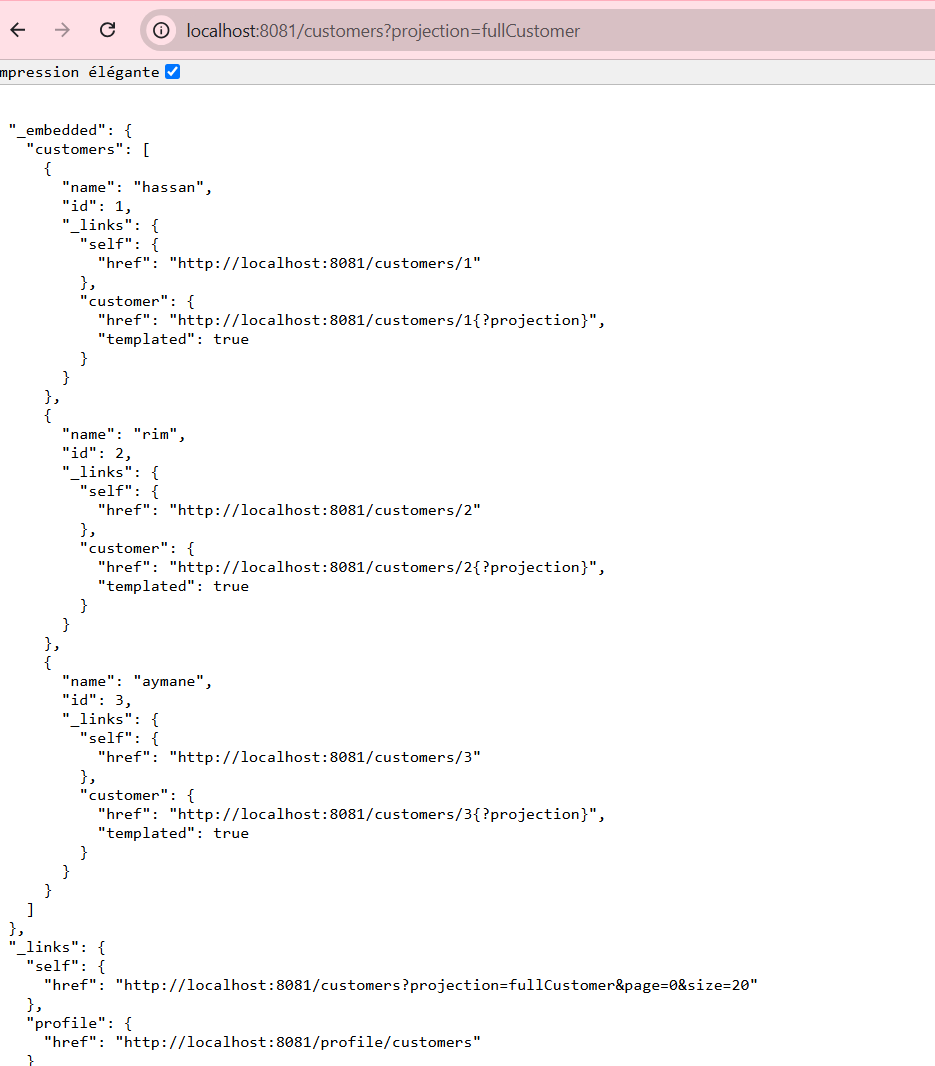 localhost:8081/customers?projection=fullCustomer
mpression élégante
"_embedded": {
"customers": [
{
"name": "hassan",
"id": 1,
"_links": {
"self": {
"href": "http://localhost:8081/customers/1"
},
"customer": {
"href": "http://localhost:8081/customers/1{?projection}",
"templated": true
}
}
},
{
"name": "rim",
"id": 2,
"_links": {
"self": {
"href": "http://localhost:8081/customers/2"
},
"customer": {
"href": "http://localhost:8081/customers/2{?projection}",
"templated": true
}
}
},
{
"name": "aymane",
"id": 3,
"_links": {
"self": {
"href": "http://localhost:8081/customers/3"
},
"customer": {
"href": "http://localhost:8081/customers/3{?projection}",
"templated": true
}
}
}
]
},
"_links": {
"self": {
"href": "http://localhost:8081/customers?projection=fullCustomer&page=0&size=20"
},
"profile": {
"href": "http://localhost:8081/profile/customers"
}